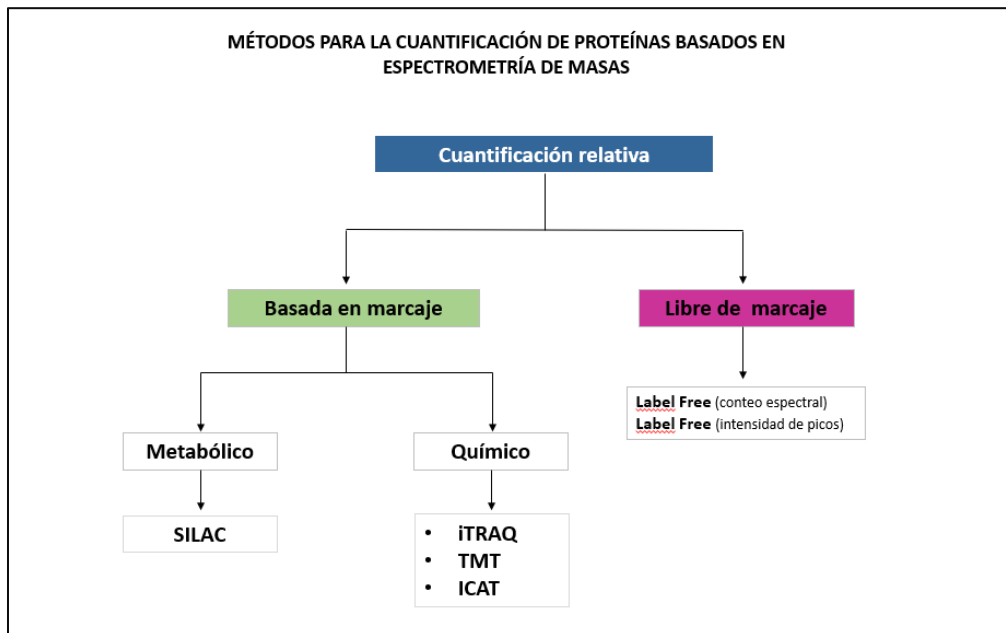 MÉTODOS PARA LA CUANTIFICACIÓN DE PROTEÍNAS BASADOS EN
ESPECTROMETRÍA DE MASAS
Cuantificación relativa
Basada en marcaje
Libre de marcaje
Label Free (conteo espectral)
Label Free (intensidad de picos)
Metabólico
Químico
SILAC
• iTRAQ
• TMT
• ICAT